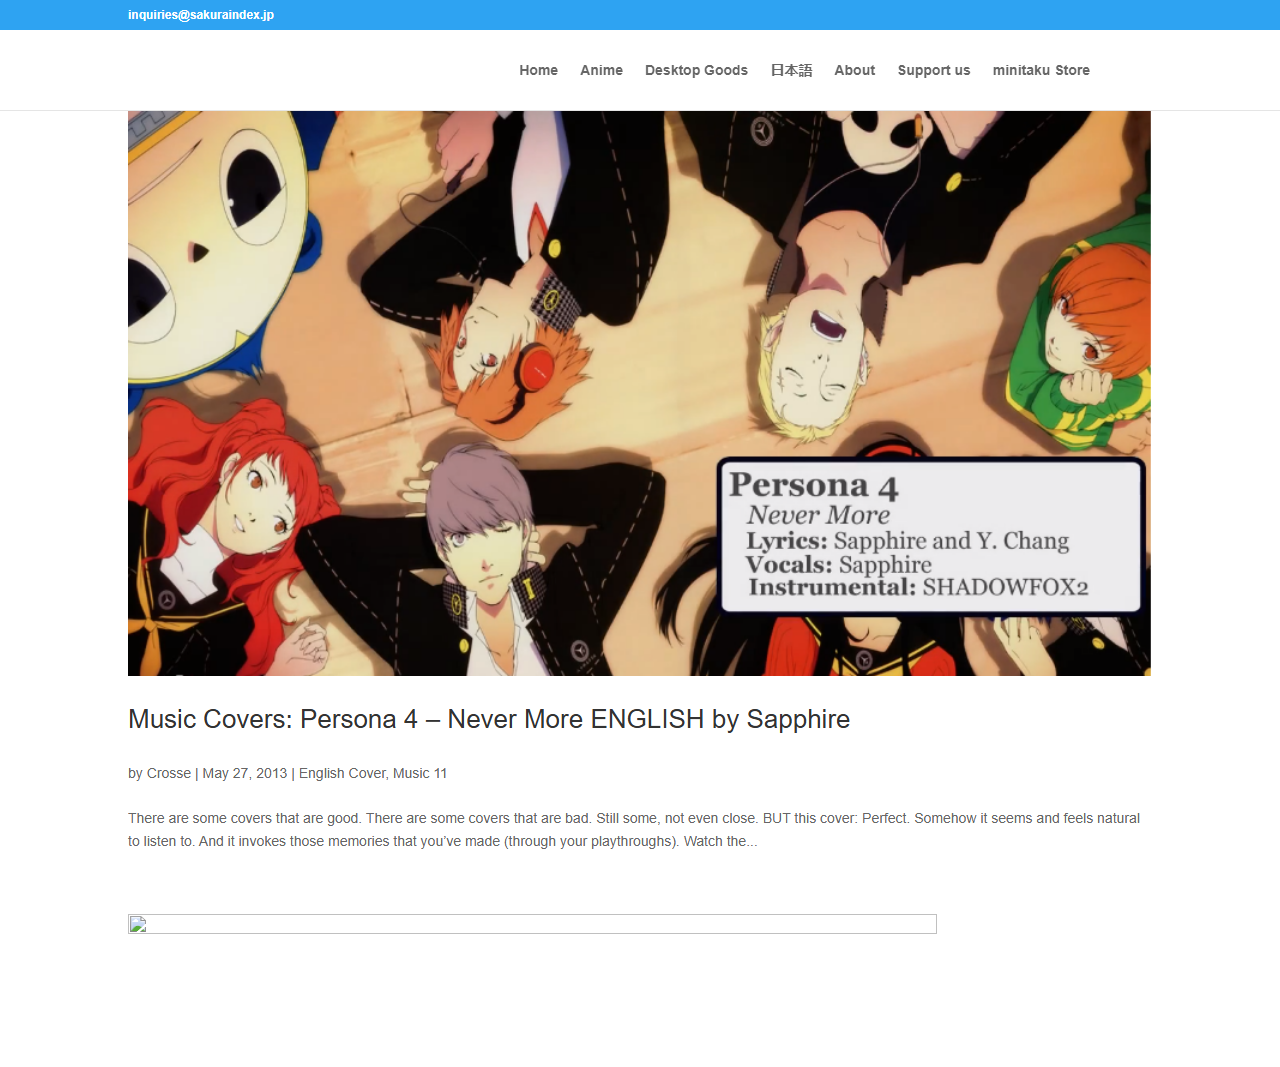 inquiries@sakuraindex.jp
Home Anime Desktop Goods 日本語 About Support us minitaku Store
Persona 4
Never More
Lyrics: Sapphire and Y. Chang
Vocals: Sapphire
Instrumental: SHADOWFOX2
Music Covers: Persona 4 – Never More ENGLISH by Sapphire
by Crosse | May 27, 2013 | English Cover, Music 11
There are some covers that are good. There are some covers that are bad. Still some, not even close. BUT this cover: Perfect. Somehow it seems and feels natural
to listen to. And it invokes those memories that you’ve made (through your playthroughs). Watch the...